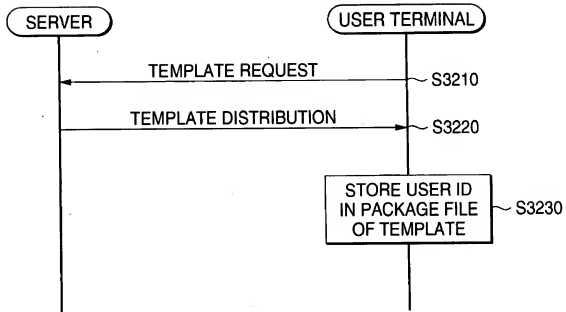 SERVER
USER TERMINAL
TEMPLATE REQUEST
S3210
TEMPLATE DISTRIBUTION
S3220
STORE USER ID
IN PACKAGE FILE
OF TEMPLATE
S3230